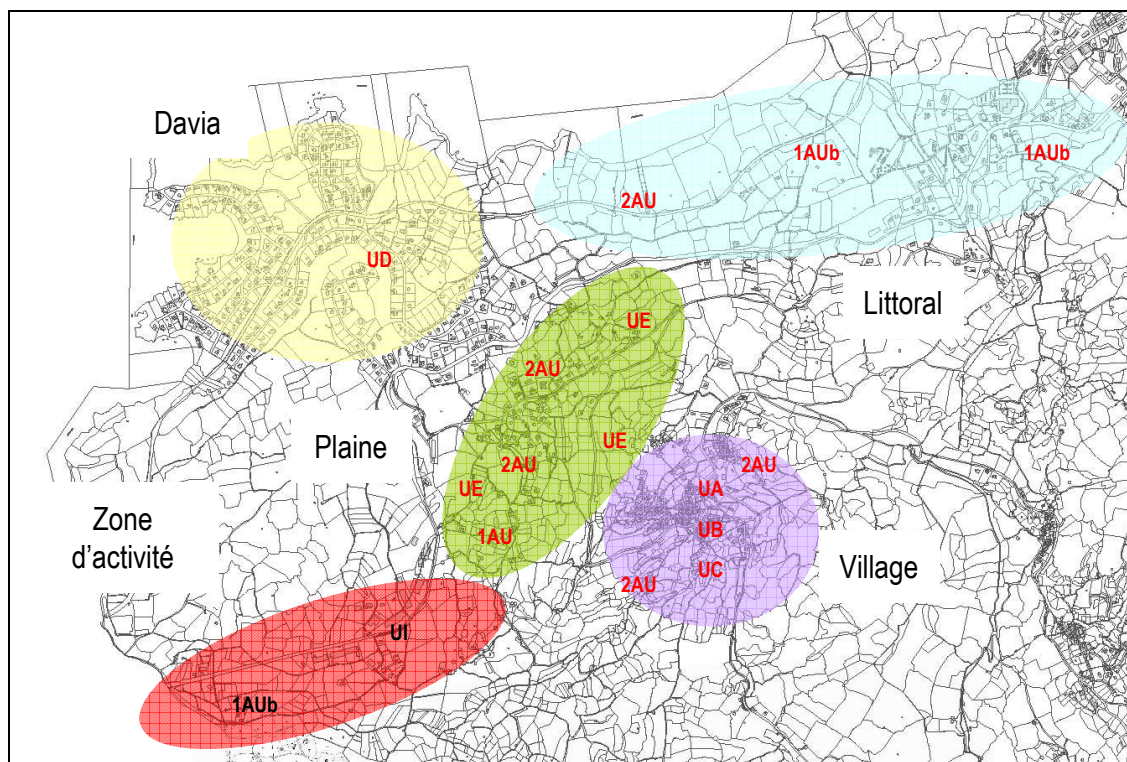 Davia
1AUb
1AUb
2AU
UD
Littoral
UE
2AU
Plaine
UE
2AU
2AU
UE
UA
Zone
d'activité
UB
1AU
UC
Village
2AU
UI
1AUb